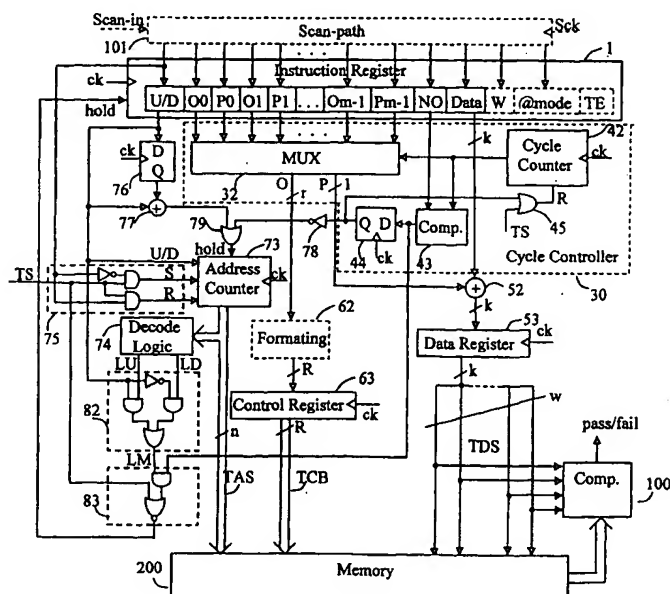 Scan-in
Scan-path
Sck
101
1
Instruction Register
ck
hold
U/D O0 P0 O1 P1 ... Om-1 Pm-1 NO Data W @mode TE
k
42
D
Q
ck
76
MUX
32
Cycle Counter
ck
O
r
P
1
R
77
79
78
Q D
ck
44
Comp.
43
TS
45
Cycle Controller
30
hold
73
U/D
TS
S
R
75
Address Counter
ck
62
52
k
Formating
53
74
Decode Logic
LU
LD
R
Data Register
ck
k
63
Control Register
ck
82
n
R
w
LM
TAS
TCB
TDS
pass/fail
Comp.
100
83
200
Memory